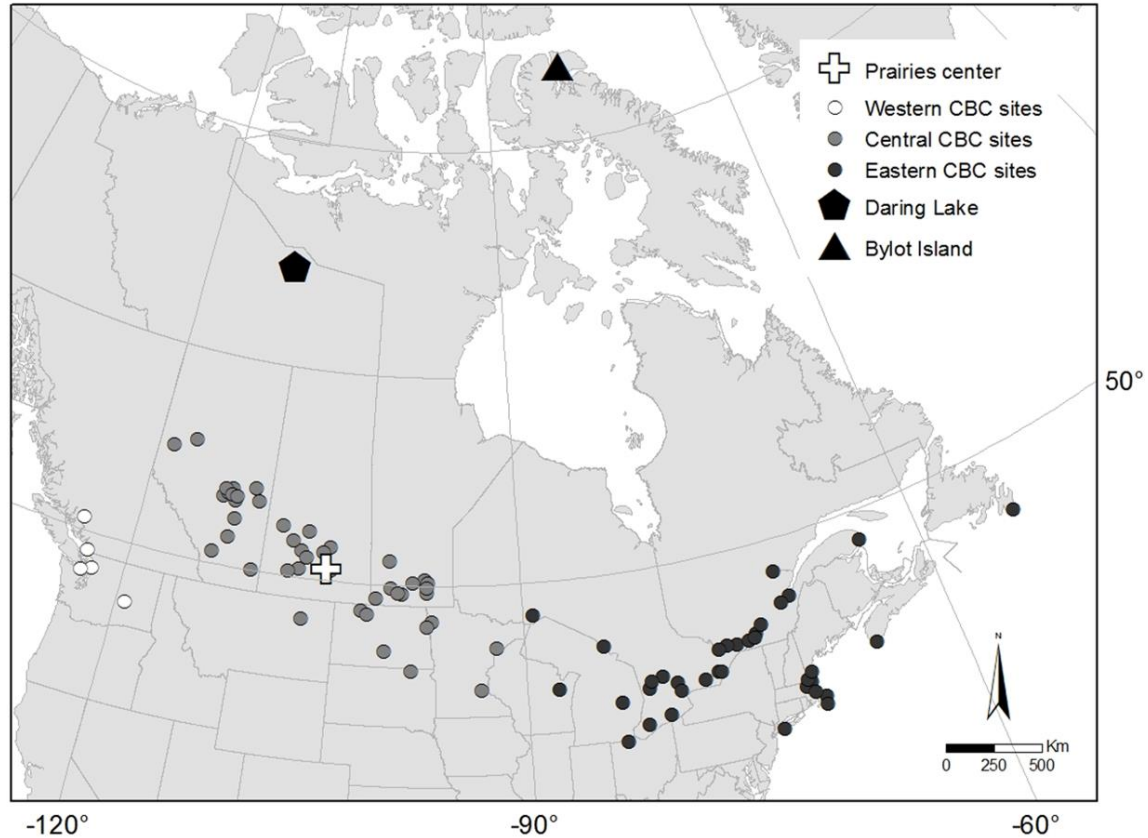 Prairies center
Western CBC sites
Central CBC sites
Eastern CBC sites
Daring Lake
Bylot Island
50°
N
Km
0 250 500
-120°
-90°
-60°